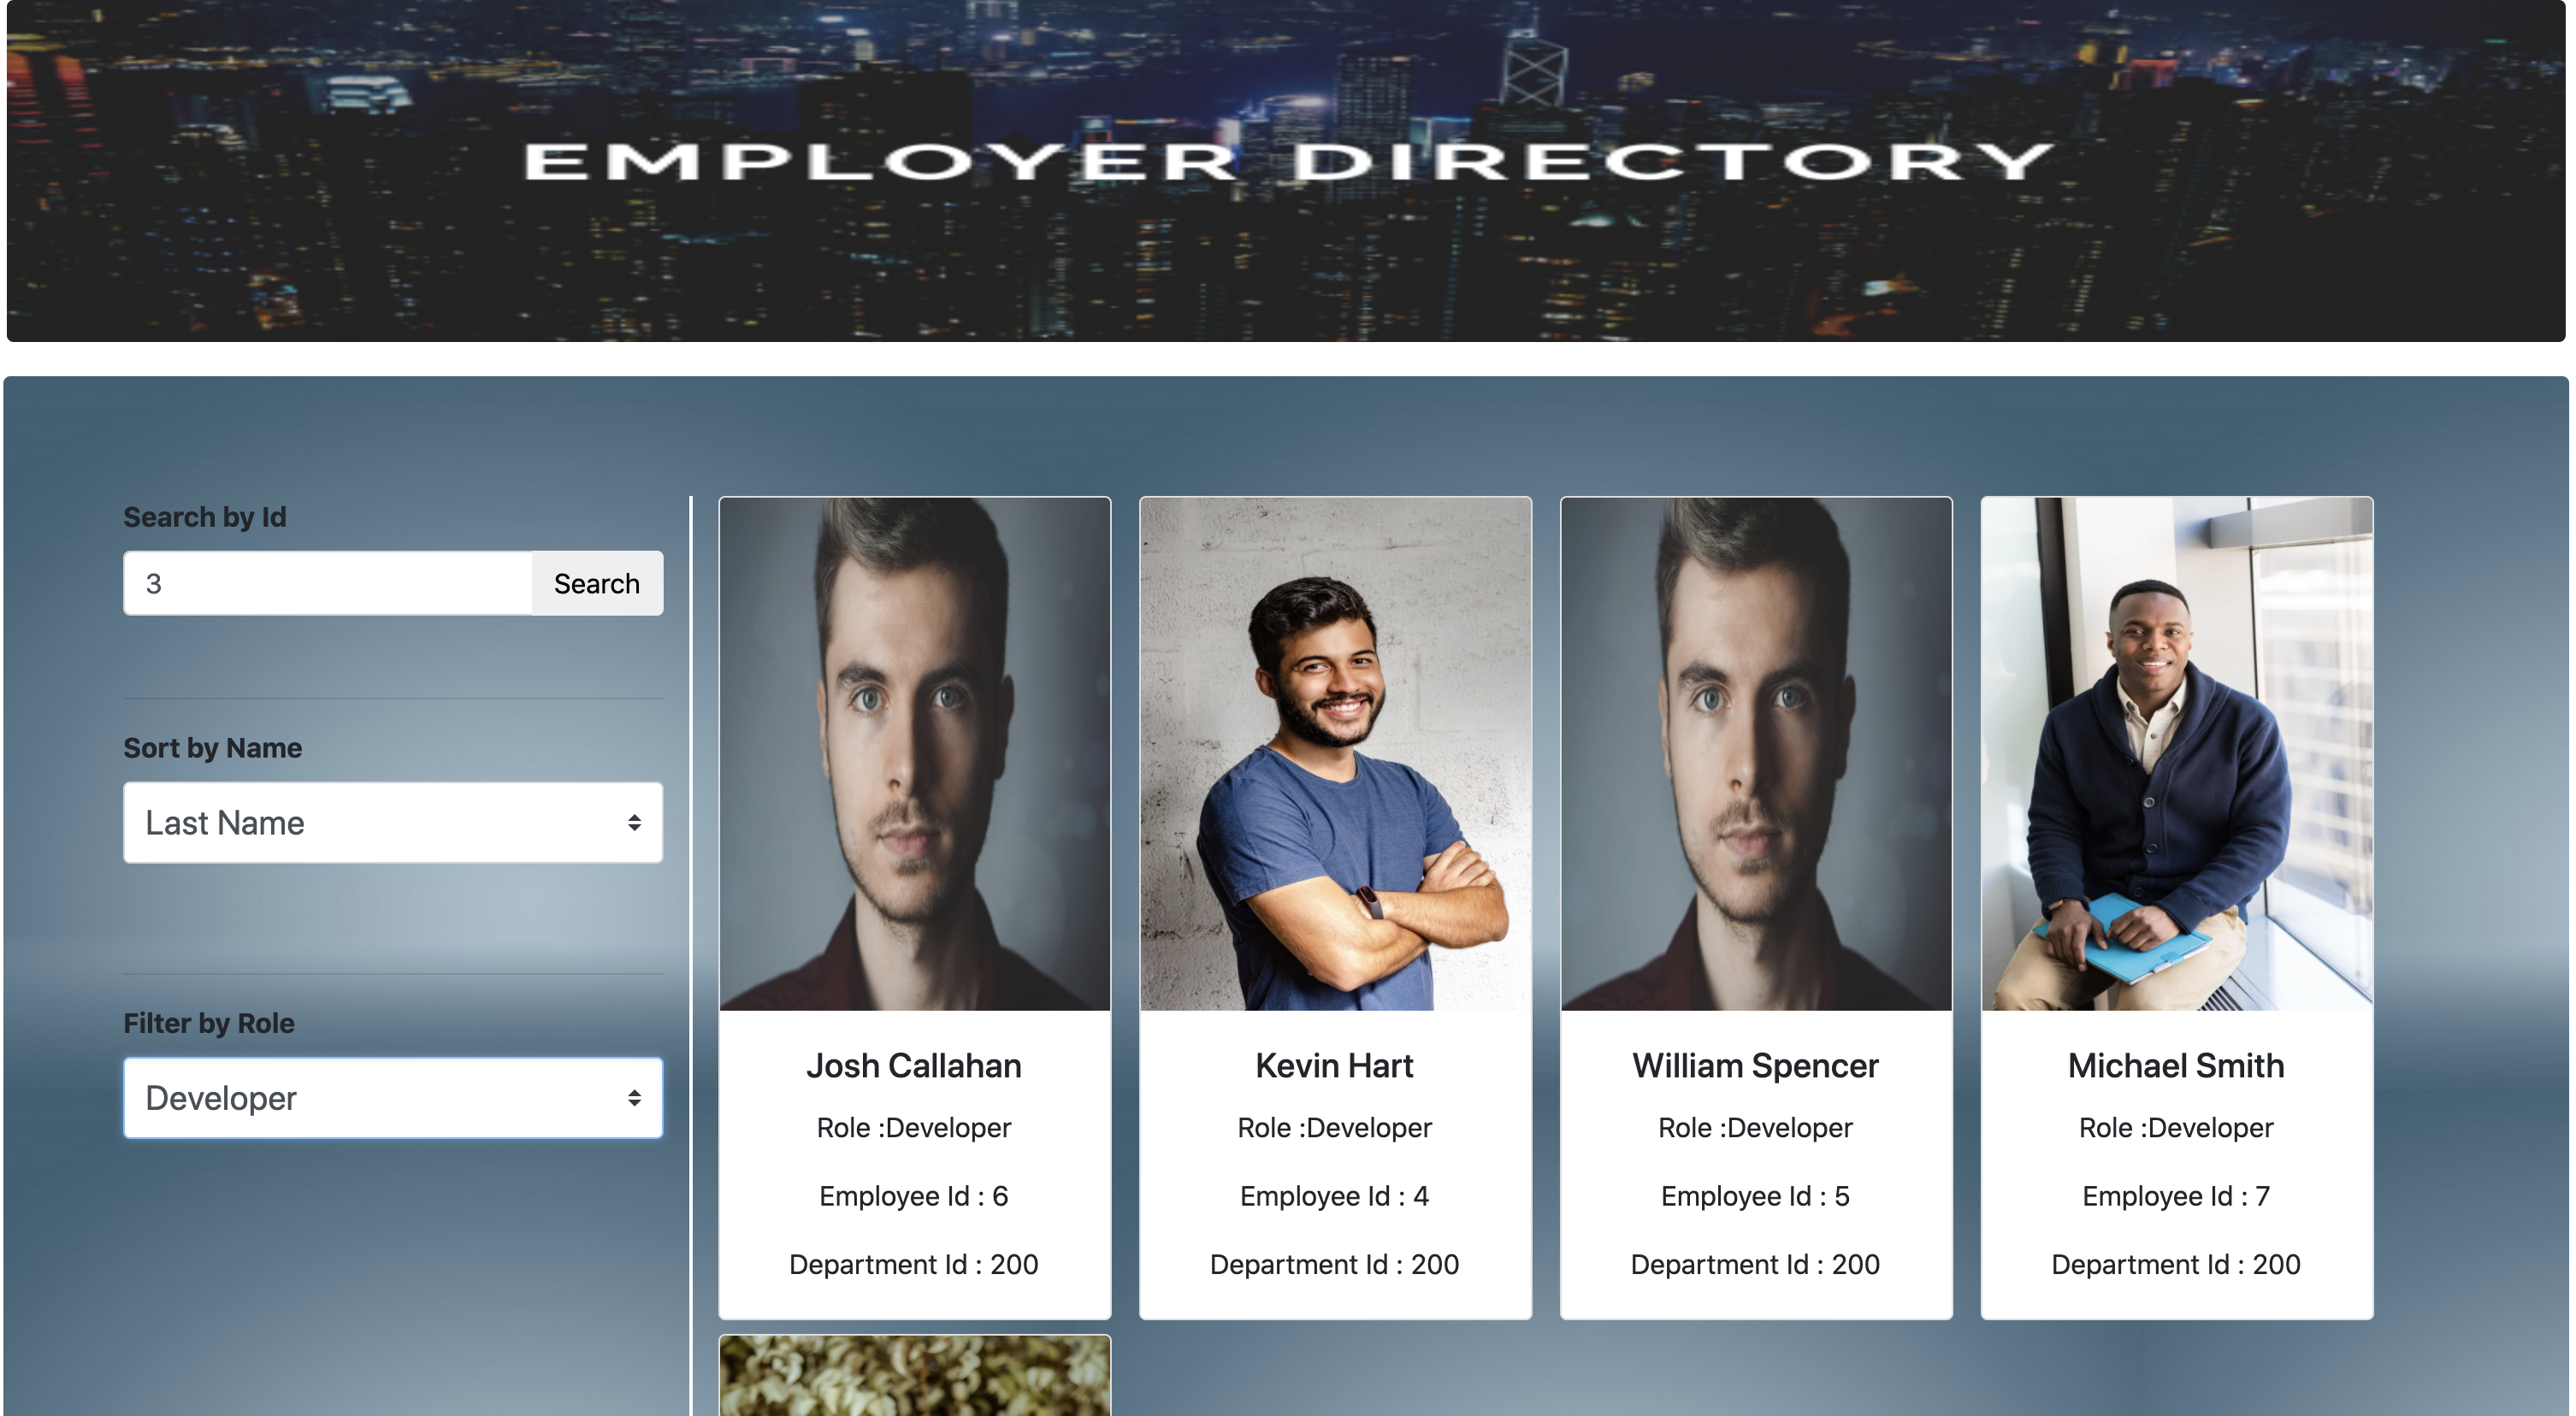 EMPLOYER DIRECTORY
Search by Id
3
Search
Sort by Name
Last Name
Filter by Role
Developer
Josh Callahan
Role :Developer
Employee Id : 6
Department Id : 200
Kevin Hart
Role :Developer
Employee Id : 4
Department Id : 200
William Spencer
Role :Developer
Employee Id : 5
Department Id : 200
Michael Smith
Role :Developer
Employee Id : 7
Department Id : 200